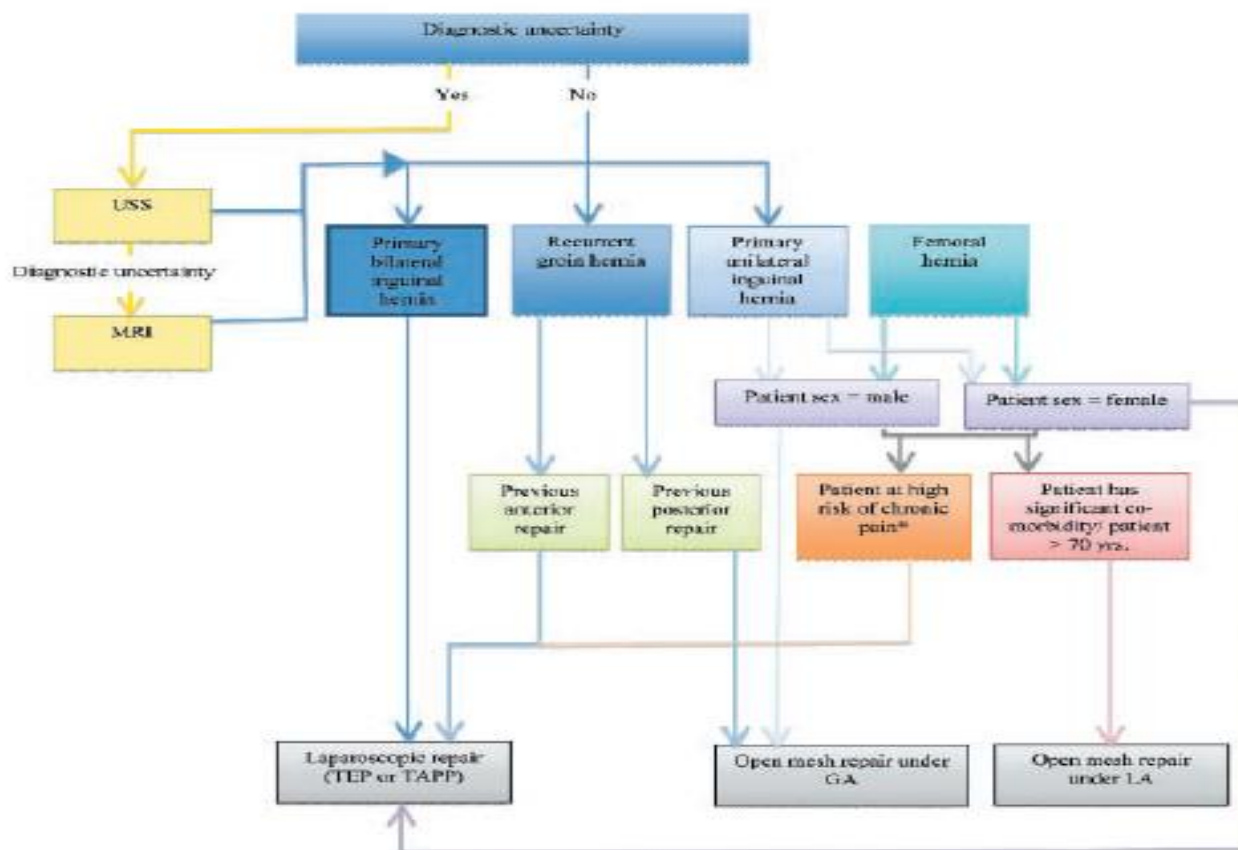 Diagnostic uncertainty
Yes
No
USS
Diagnostic uncertainty
MRI
Primary
bilateral
inguinal
hernia
Recurrent
groin hernia
Primary
unilateral
inguinal
hernia
Femoral
hernia
Patient sex = male
Patient sex = female
Previous
anterior
repair
Previous
posterior
repair
Patient at high
risk of chronic
pain*
Patient has
significant co-
morbidity/ patient
> 70 yrs.
Laparoscopic repair
(TEP or TAPP)
Open mesh repair under
GA
Open mesh repair
under LA